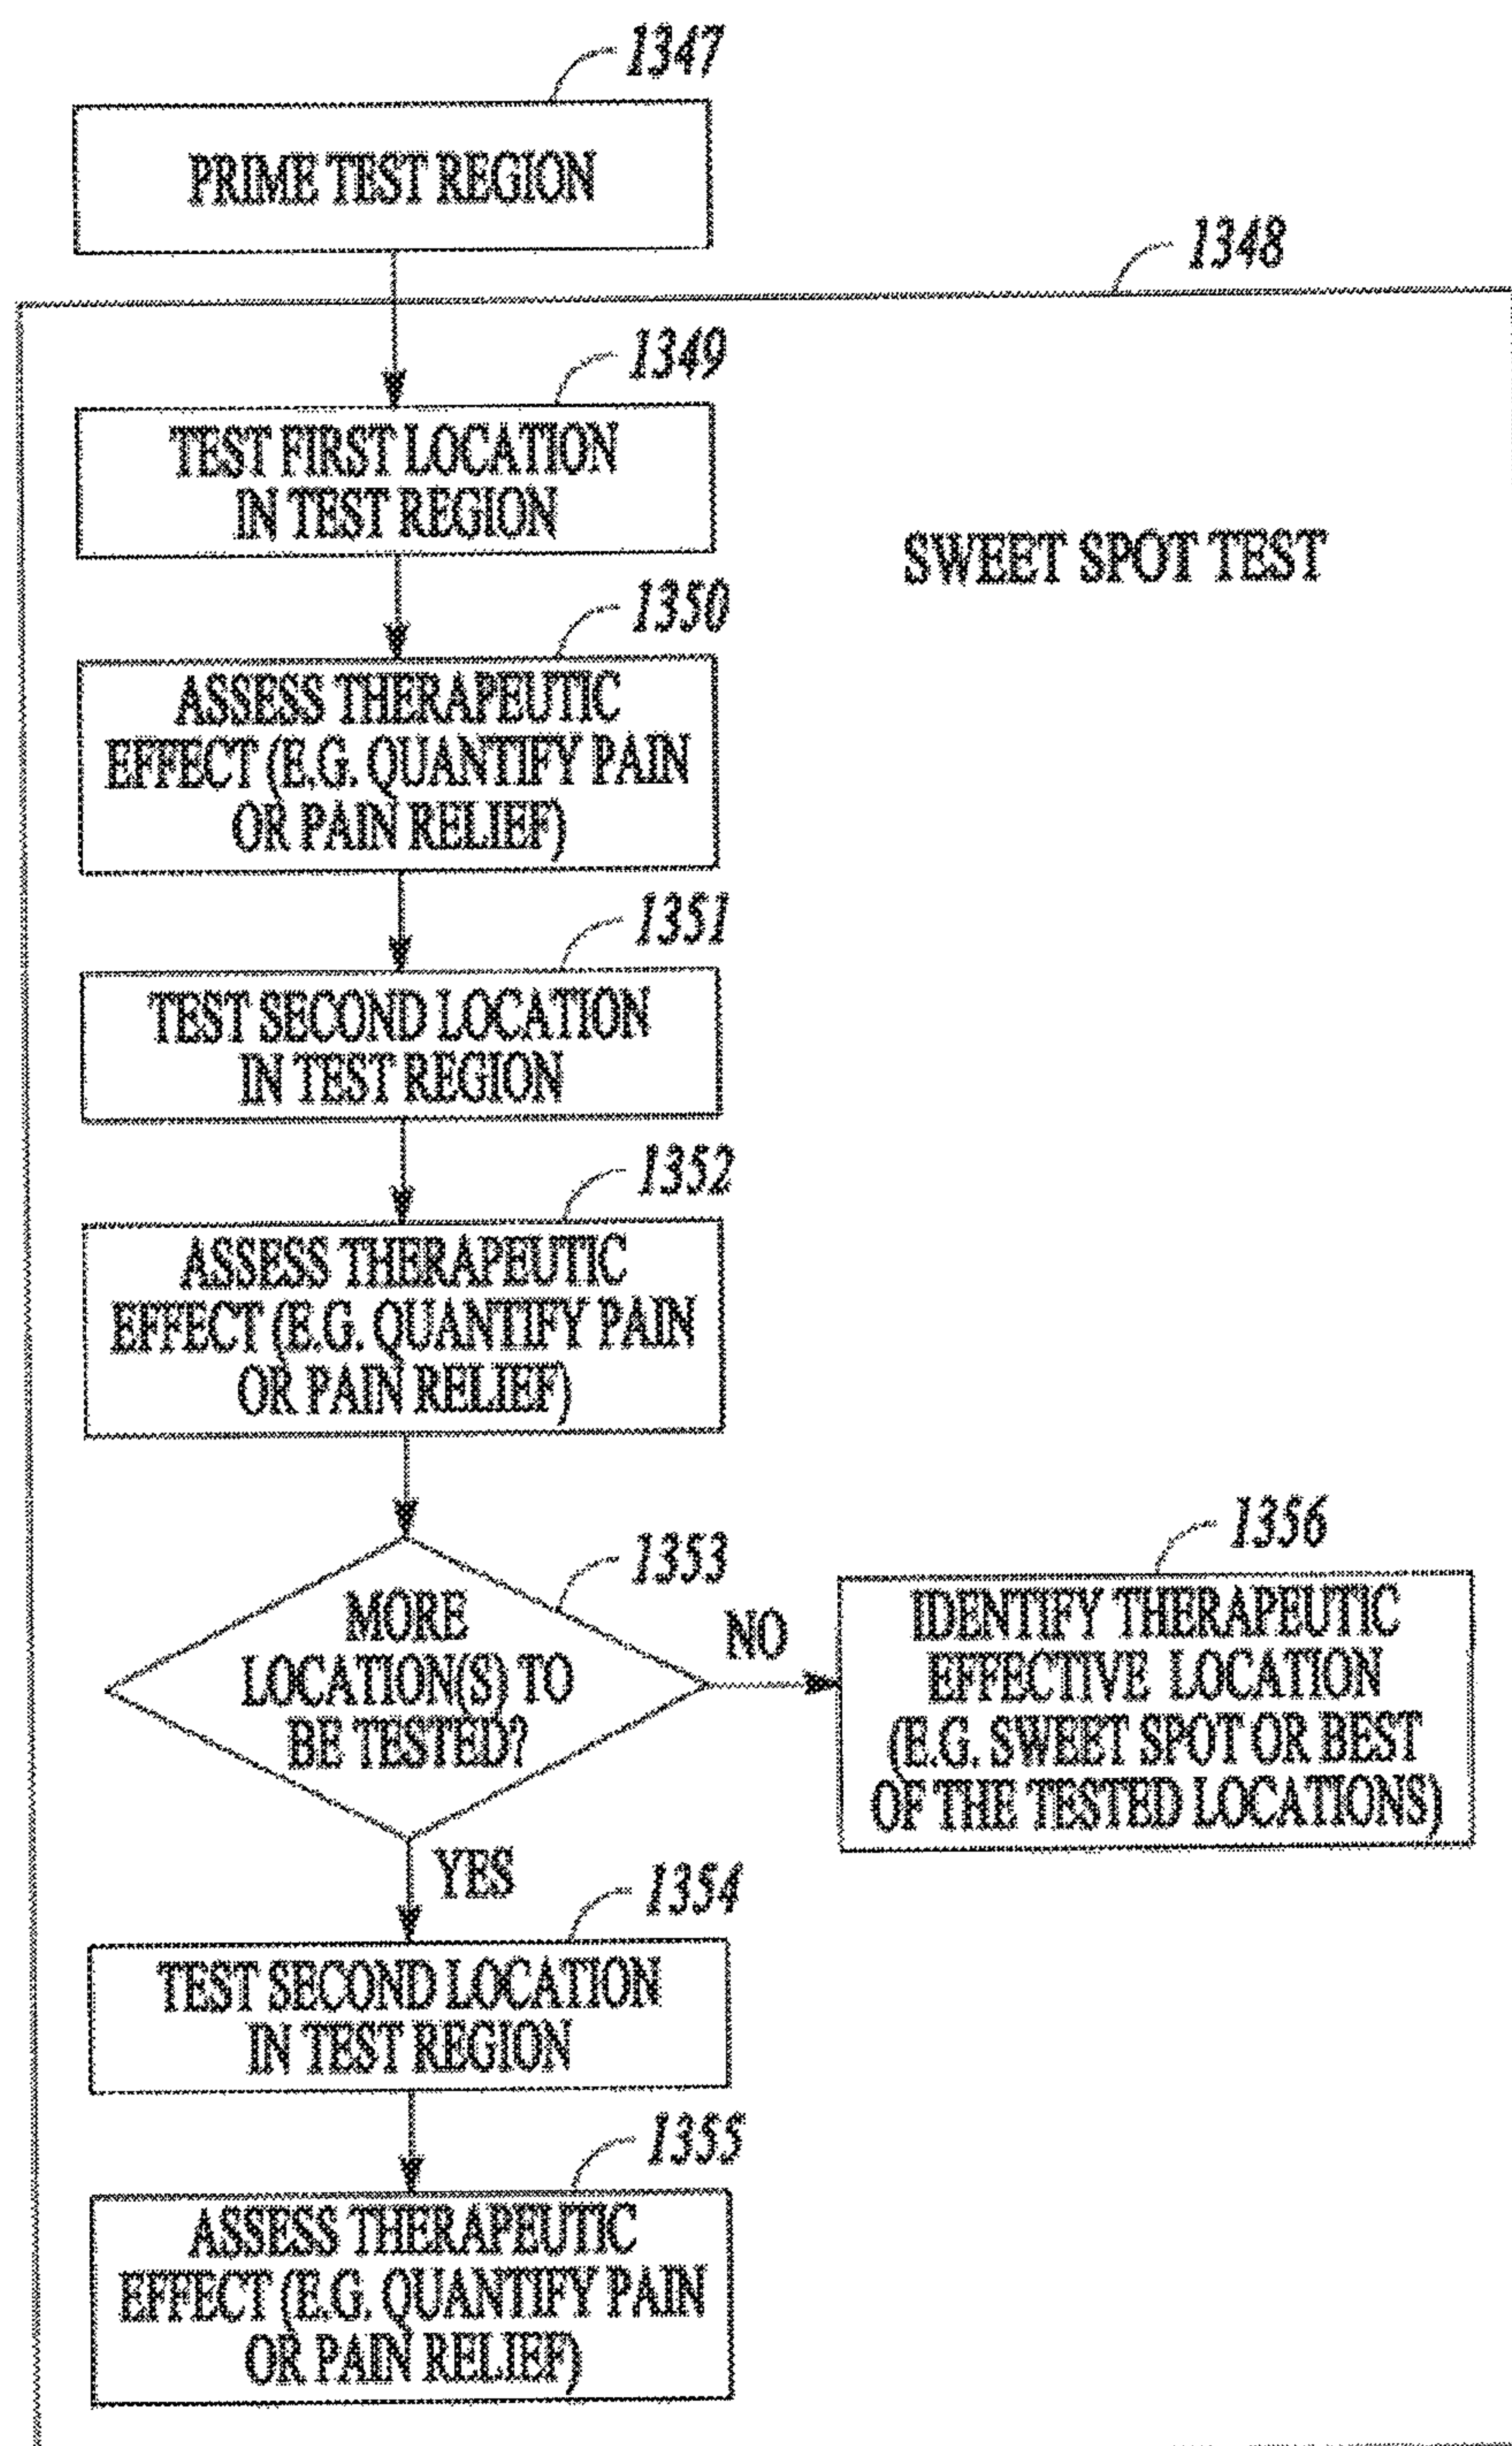 1347
PRIME TEST REGION
1348
1349
TEST FIRST LOCATION
IN TEST REGION
SWEET SPOT TEST
1350
ASSESS THERAPEUTIC
EFFECT (E.G. QUANTIFY PAIN
OR PAIN RELIEF)
1351
TEST SECOND LOCATION
IN TEST REGION
1352
ASSESS THERAPEUTIC
EFFECT (E.G. QUANTIFY PAIN
OR PAIN RELIEF)
1353
MORE
LOCATION(S) TO
BE TESTED?
NO
1356
IDENTIFY THERAPEUTIC
EFFECTIVE LOCATION
(E.G. SWEET SPOT OR BEST
OF THE TESTED LOCATIONS)
YES
1354
TEST SECOND LOCATION
IN TEST REGION
1355
ASSESS THERAPEUTIC
EFFECT (E.G. QUANTIFY PAIN
OR PAIN RELIEF)